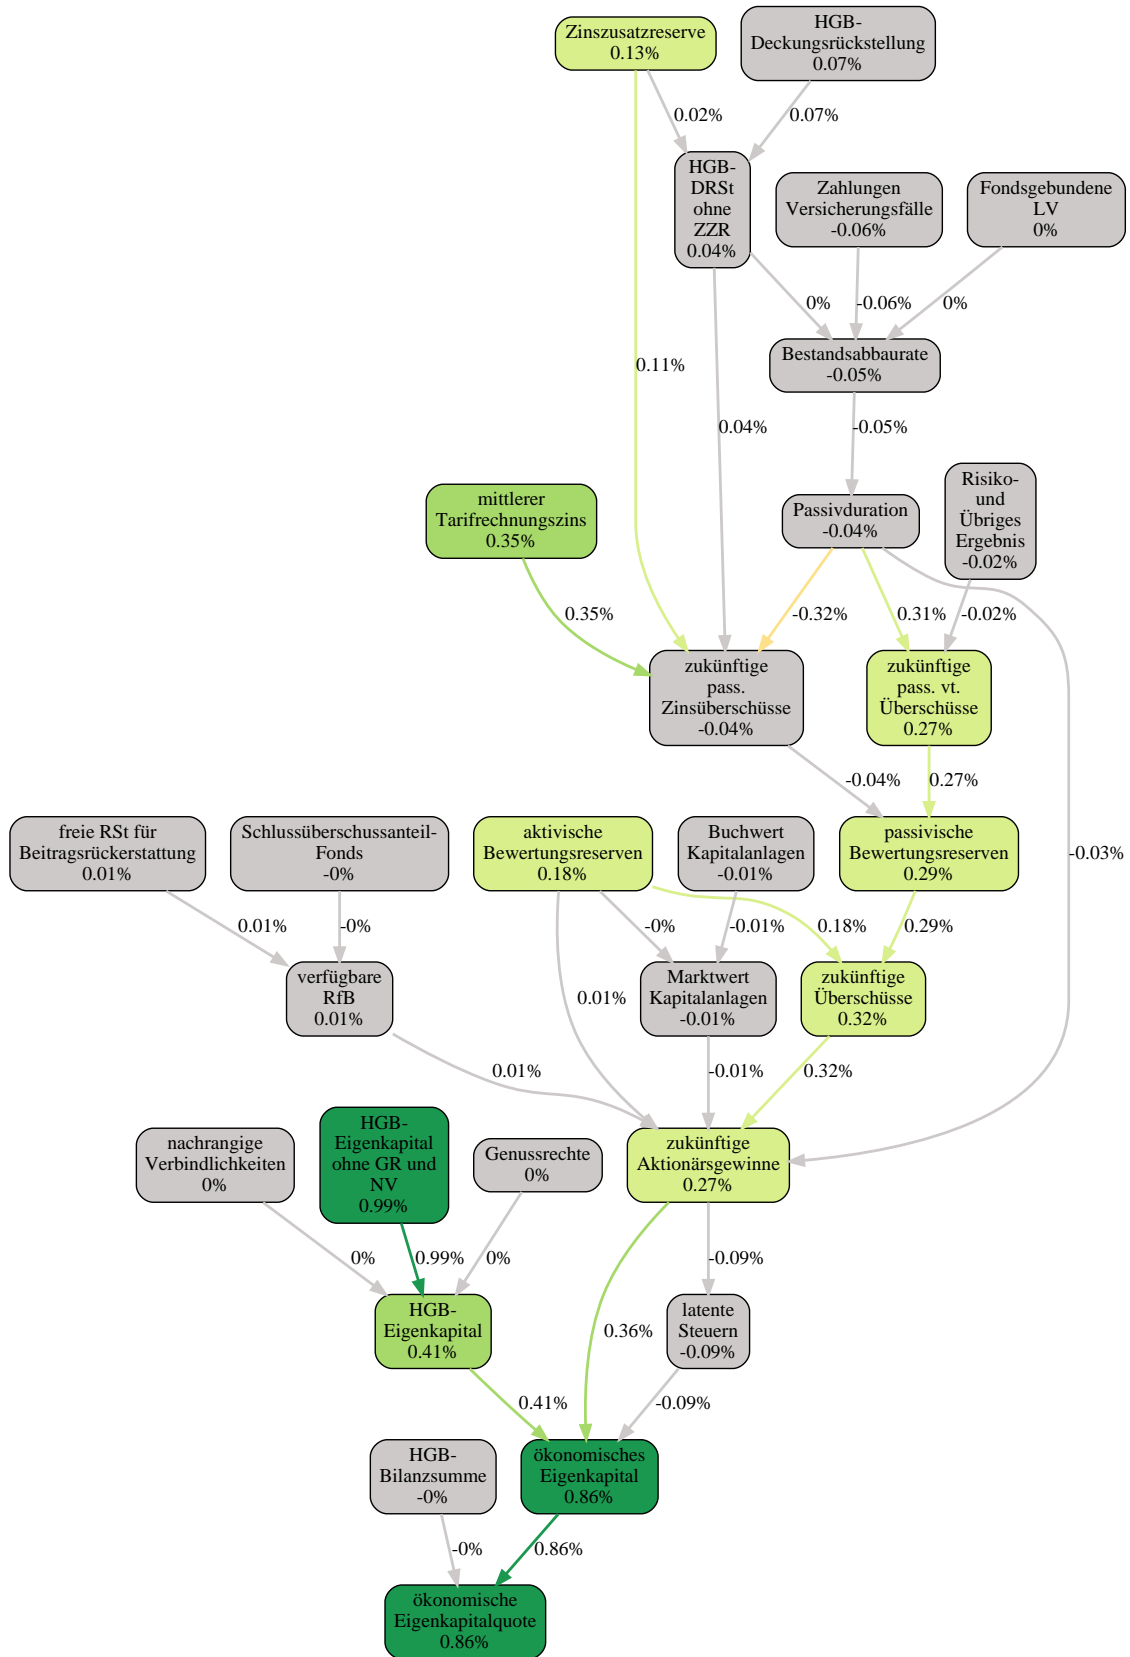 Zinszusatzreserve
0.13%
HGB-
Deckungsrückstellung
0.07%
0.02%
0.07%
HGB-
DRSt
ohne
ZZR
0.04%
Zahlungen
Versicherungsfälle
-0.06%
Fondsgebundene
LV
0%
0%
-0.06%
0%
Bestandsabbaurate
-0.05%
0.11%
0.04%
-0.05%
mittlerer
Tarifrechnungszins
0.35%
Passivduration
-0.04%
Risiko-
und
Übriges
Ergebnis
-0.02%
0.35%
-0.32%
0.31%
-0.02%
zukünftige
pass.
Zinsüberschüsse
-0.04%
zukünftige
pass. vt.
Überschüsse
0.27%
-0.04%
0.27%
freie RSt für
Beitragsrückerstattung
0.01%
Schlussüberschussanteil-
Fonds
-0%
aktivische
Bewertungsreserven
0.18%
Buchwert
Kapitalanlagen
-0.01%
passivische
Bewertungsreserven
0.29%
-0.03%
0.01%
-0%
-0%
-0.01%
0.18%
0.29%
verfügbare
RfB
0.01%
0.01%
Marktwert
Kapitalanlagen
-0.01%
zukünftige
Überschüsse
0.32%
0.01%
-0.01%
0.32%
nachrangige
Verbindlichkeiten
0%
HGB-
Eigenkapital
ohne GR und
NV
0.99%
Genussrechte
0%
zukünftige
Aktionärsgewinne
0.27%
0%
0.99%
0%
-0.09%
HGB-
Eigenkapital
0.41%
0.36%
latente
Steuern
-0.09%
0.41%
-0.09%
HGB-
Bilanzsumme
-0%
ökonomisches
Eigenkapital
0.86%
-0%
0.86%
ökonomische
Eigenkapitalquote
0.86%